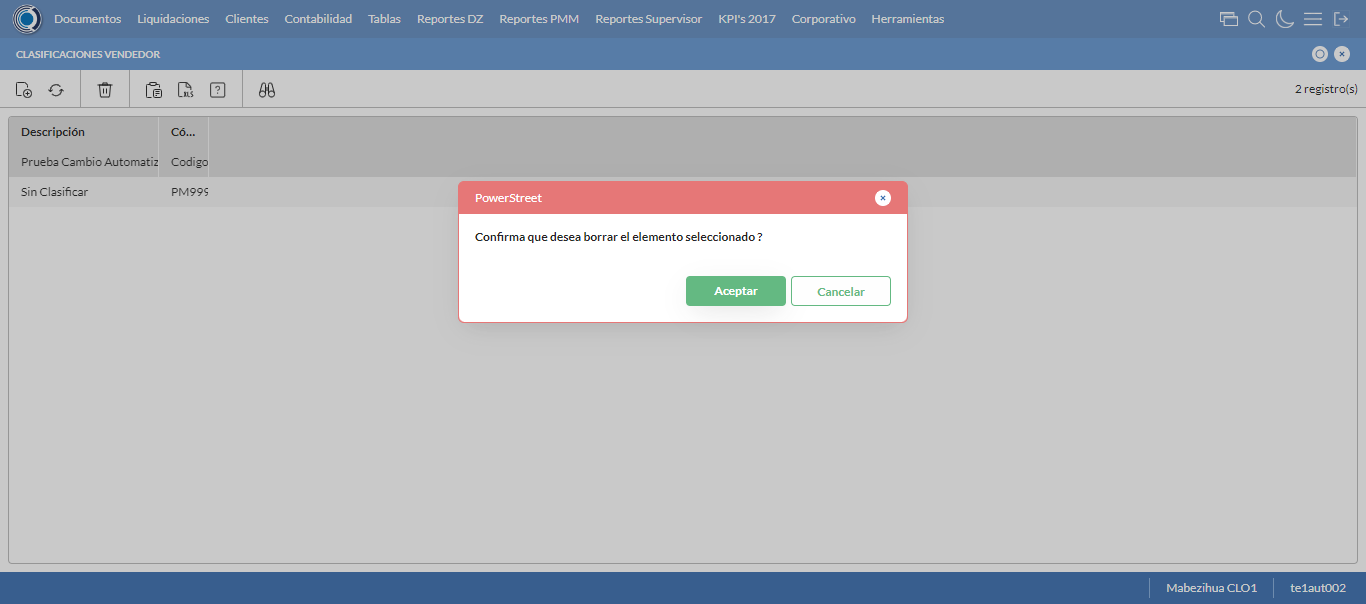 Documentos Liquidaciones Clientes Contabilidad Tablas Reportes DZ Reportes PMM Reportes Supervisor KPI's 2017 Corporativo Herramientas
CLASIFICACIONES VENDEDOR
XLS ? 2 registro(s)
Descripción Có...
Prueba Cambio Automatiz Codigo
Sin Clasificar PM999
PowerStreet
Confirma que desea borrar el elemento seleccionado ?
Aceptar Cancelar
Mabezihua CLO1 te1aut002